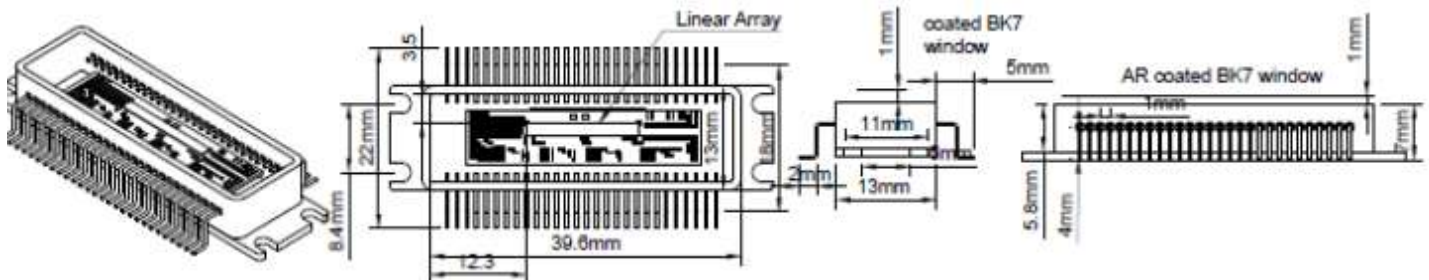 Linear Array
3.5
22mm
8.4mm
13mm
18mm
39.6mm
12.3
coated BK7
window
1mm
5mm
11mm
2mm
13mm
AR coated BK7 window
1mm
1mm
7mm
5.8mm
4mm